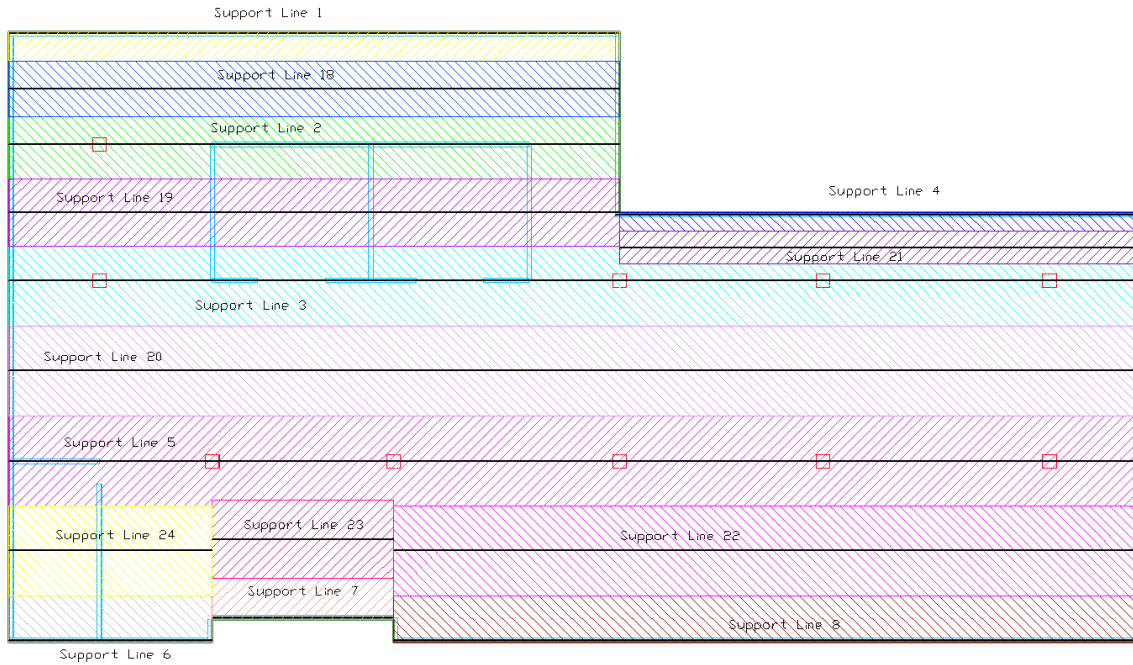 Support Line 1
Support Line 18
Support Line 2
Support Line 4
Support Line 19
Support Line 21
Support Line 3
Support Line 20
Support Line 5
Support Line 23
Support Line 24
Support Line 22
Support Line 7
Support Line 8
Support Line 6